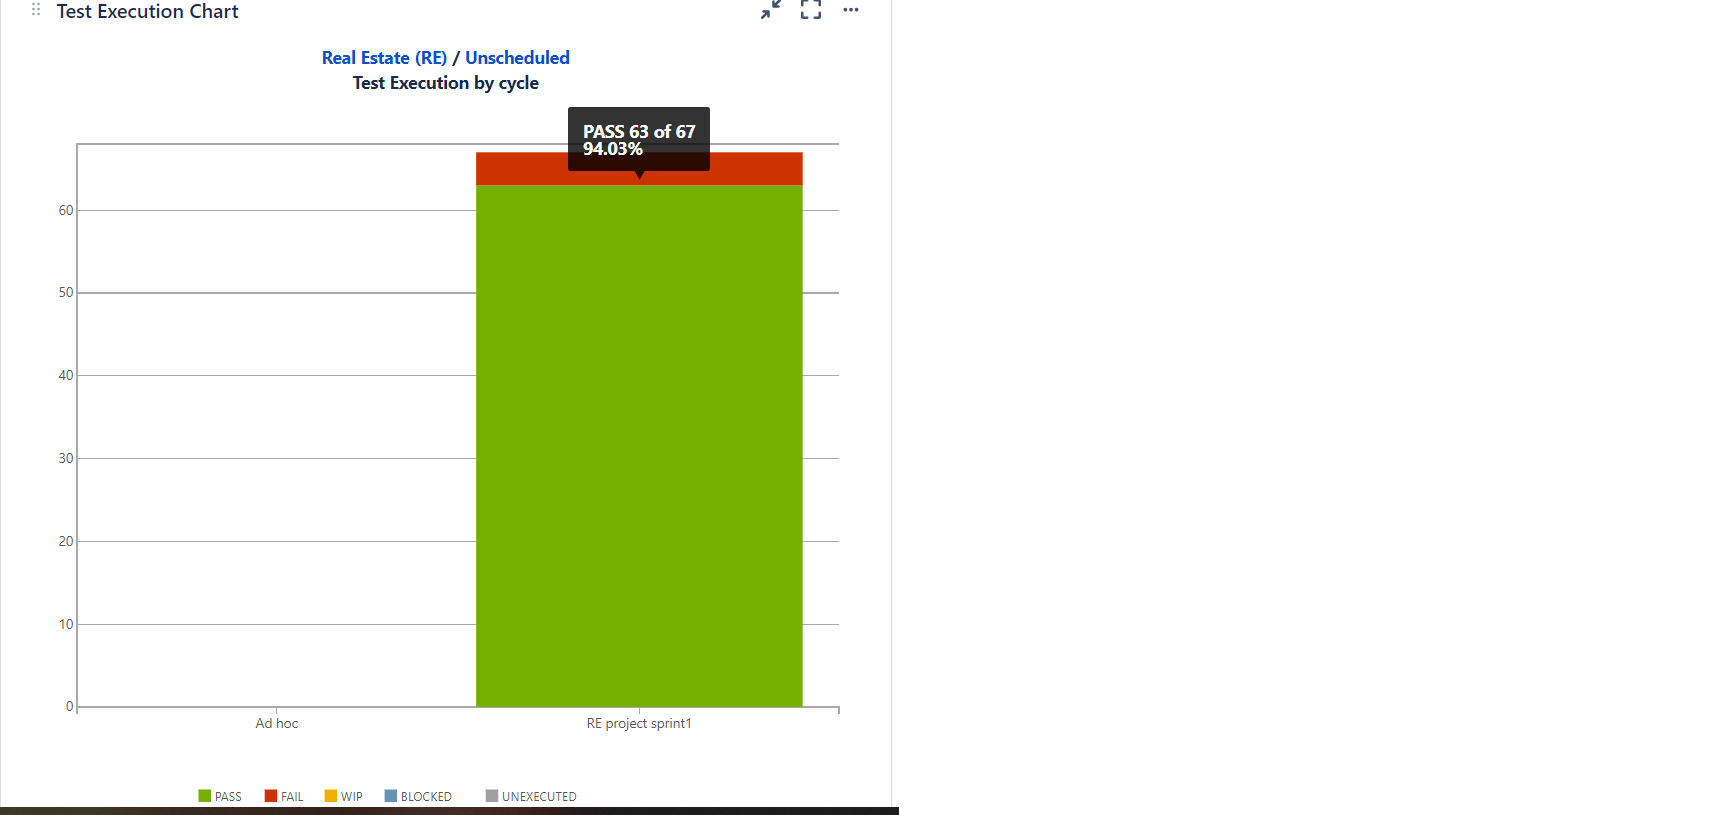 Test Execution Chart
Real Estate (RE) / Unscheduled
Test Execution by cycle
PASS 63 of 67
94.03%
60
50
40
30
20
10
0
Ad hoc
RE project sprint1
PASS FAIL WIP BLOCKED UNEXECUTED